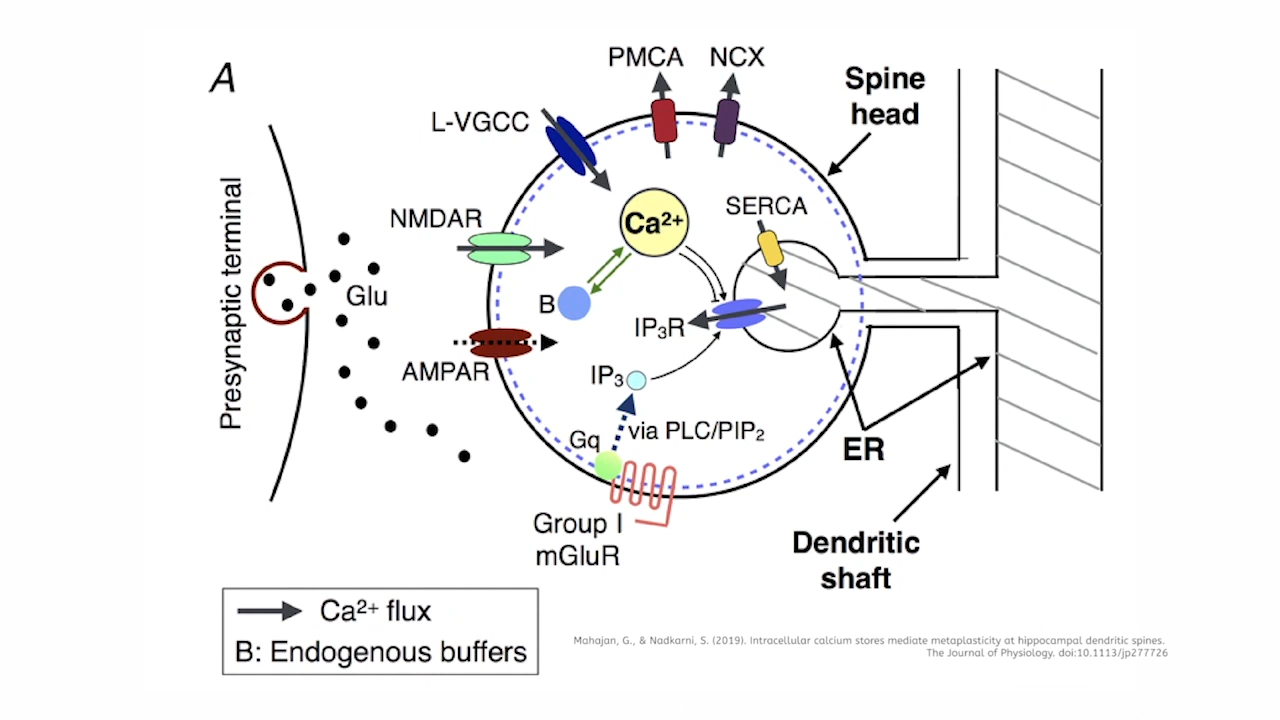 A
PMCA NCX
Spine
head
L-VGCC
Ca²⁺
SERCA
NMDAR
Presynaptic terminal
Glu
B
IP₃R
AMPAR
IP₃
via PLC/PIP₂
Gq
ER
Group I
mGluR
Dendritic
shaft
Ca²⁺ flux
B: Endogenous buffers
Mahajan, G., & Nadkarni, S. (2019). Intracellular calcium stores mediate metaplasticity at hippocampal dendritic spines.
The Journal of Physiology. doi:10.1113/jp277726